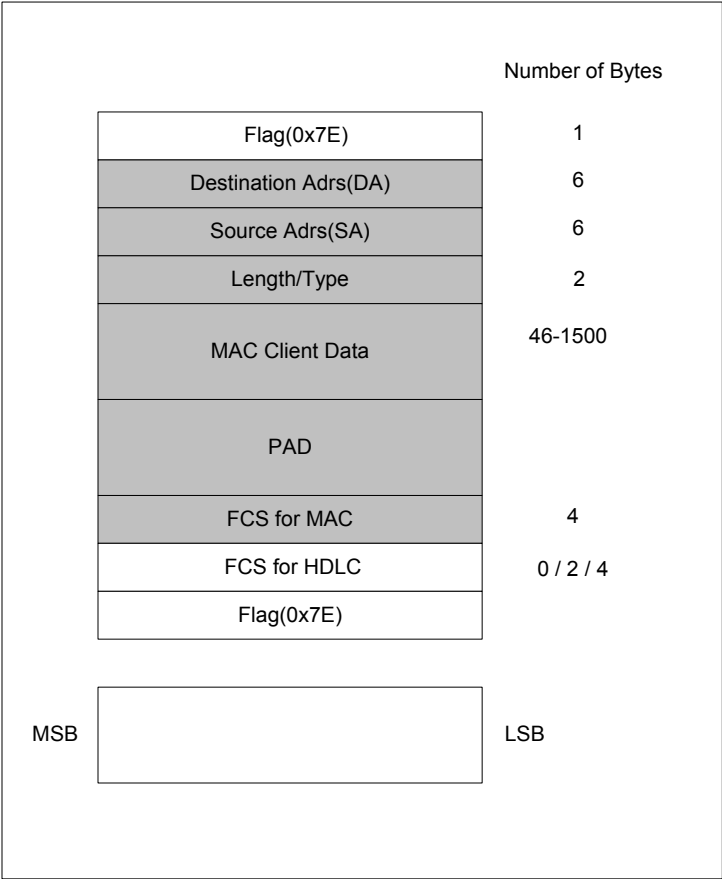 Number of Bytes
Flag(0x7E) 1
Destination Adrs(DA) 6
Source Adrs(SA) 6
Length/Type 2
MAC Client Data 46-1500
PAD
FCS for MAC 4
FCS for HDLC 0 / 2 / 4
Flag(0x7E)
MSB LSB